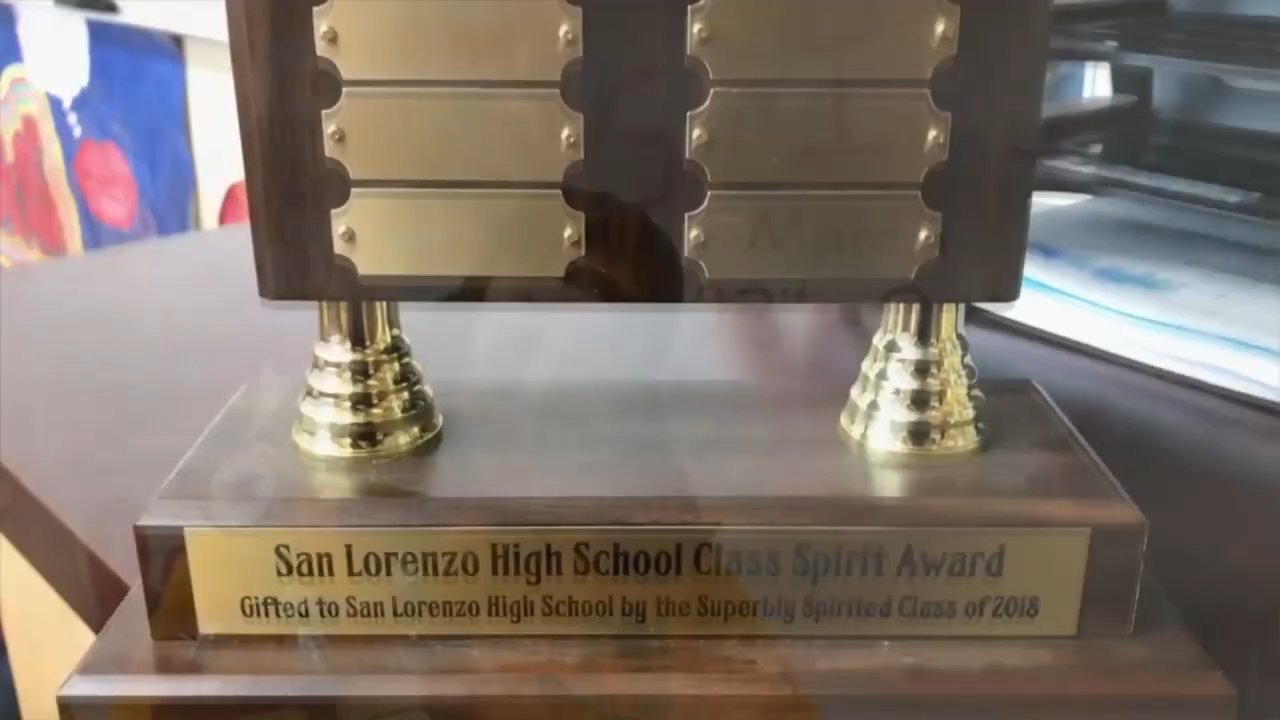 San Lorenzo High School Class Spirit Award
Gifted to San Lorenzo High School by the Superbly Spirited Class of 2018